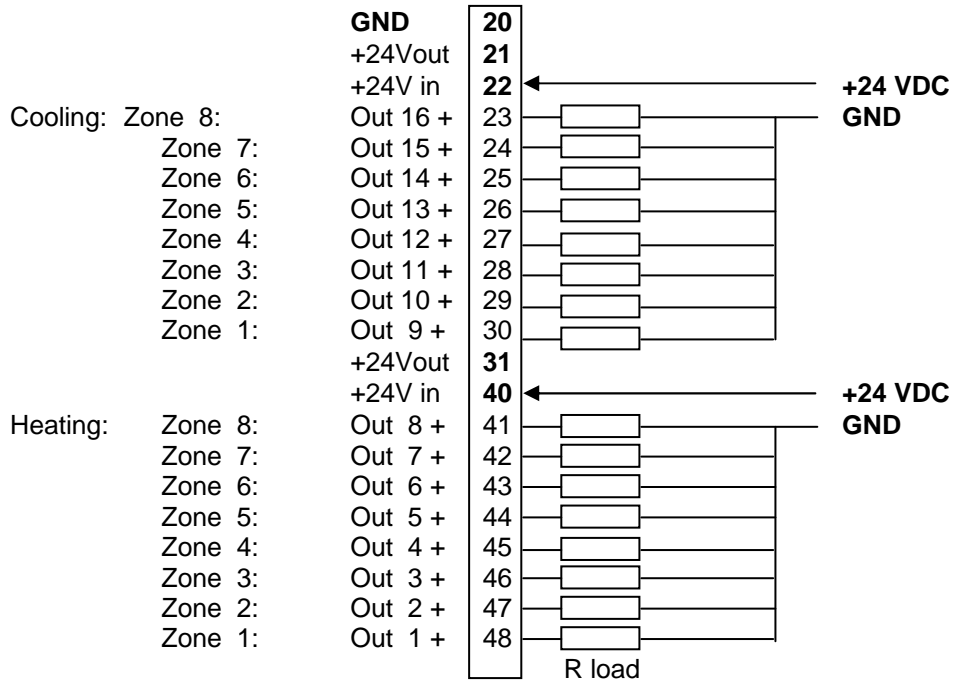 GND 20
+24Vout 21
+24V in 22 +24 VDC
Cooling: Zone 8: Out 16 + 23 GND
Zone 7: Out 15 + 24
Zone 6: Out 14 + 25
Zone 5: Out 13 + 26
Zone 4: Out 12 + 27
Zone 3: Out 11 + 28
Zone 2: Out 10 + 29
Zone 1: Out 9 + 30
+24Vout 31
+24V in 40 +24 VDC
Heating: Zone 8: Out 8 + 41 GND
Zone 7: Out 7 + 42
Zone 6: Out 6 + 43
Zone 5: Out 5 + 44
Zone 4: Out 4 + 45
Zone 3: Out 3 + 46
Zone 2: Out 2 + 47
Zone 1: Out 1 + 48
R load